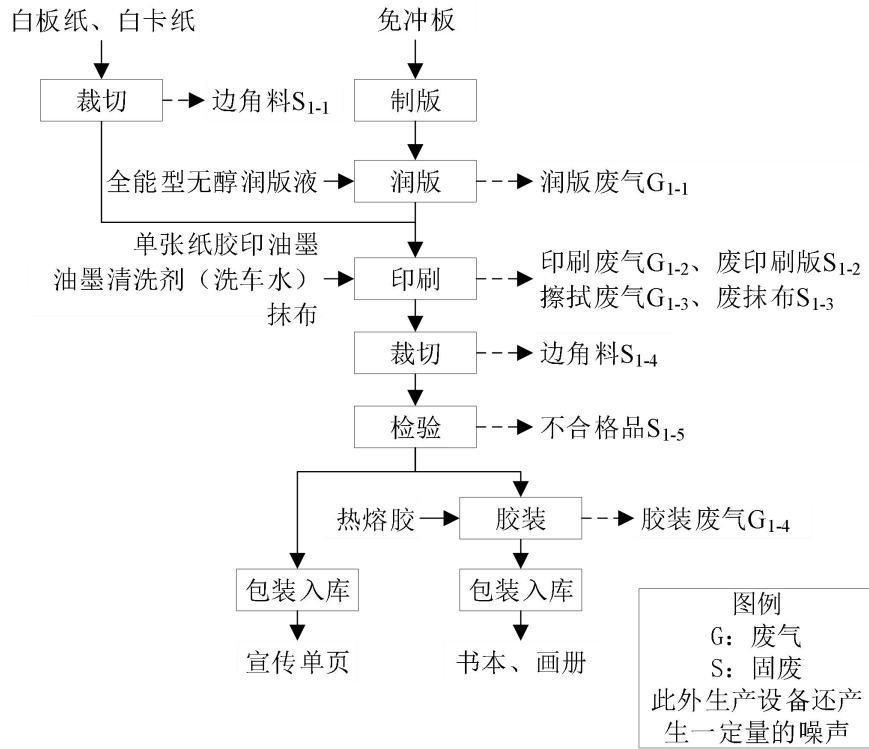 白板纸、白卡纸
免冲板
裁切
边角料S1-1
制版
全能型无醇润版液
润版
润版废气G1-1
单张纸胶印油墨
油墨清洗剂（洗车水）
抹布
印刷
印刷废气G1-2、废印刷版S1-2
擦拭废气G1-3、废抹布S1-3
裁切
边角料S1-4
检验
不合格品S1-5
热熔胶
胶装
胶装废气G1-4
包装入库
包装入库
宣传单页
书本、画册
图例
G：废气
S：固废
此外生产设备还产
生一定量的噪声